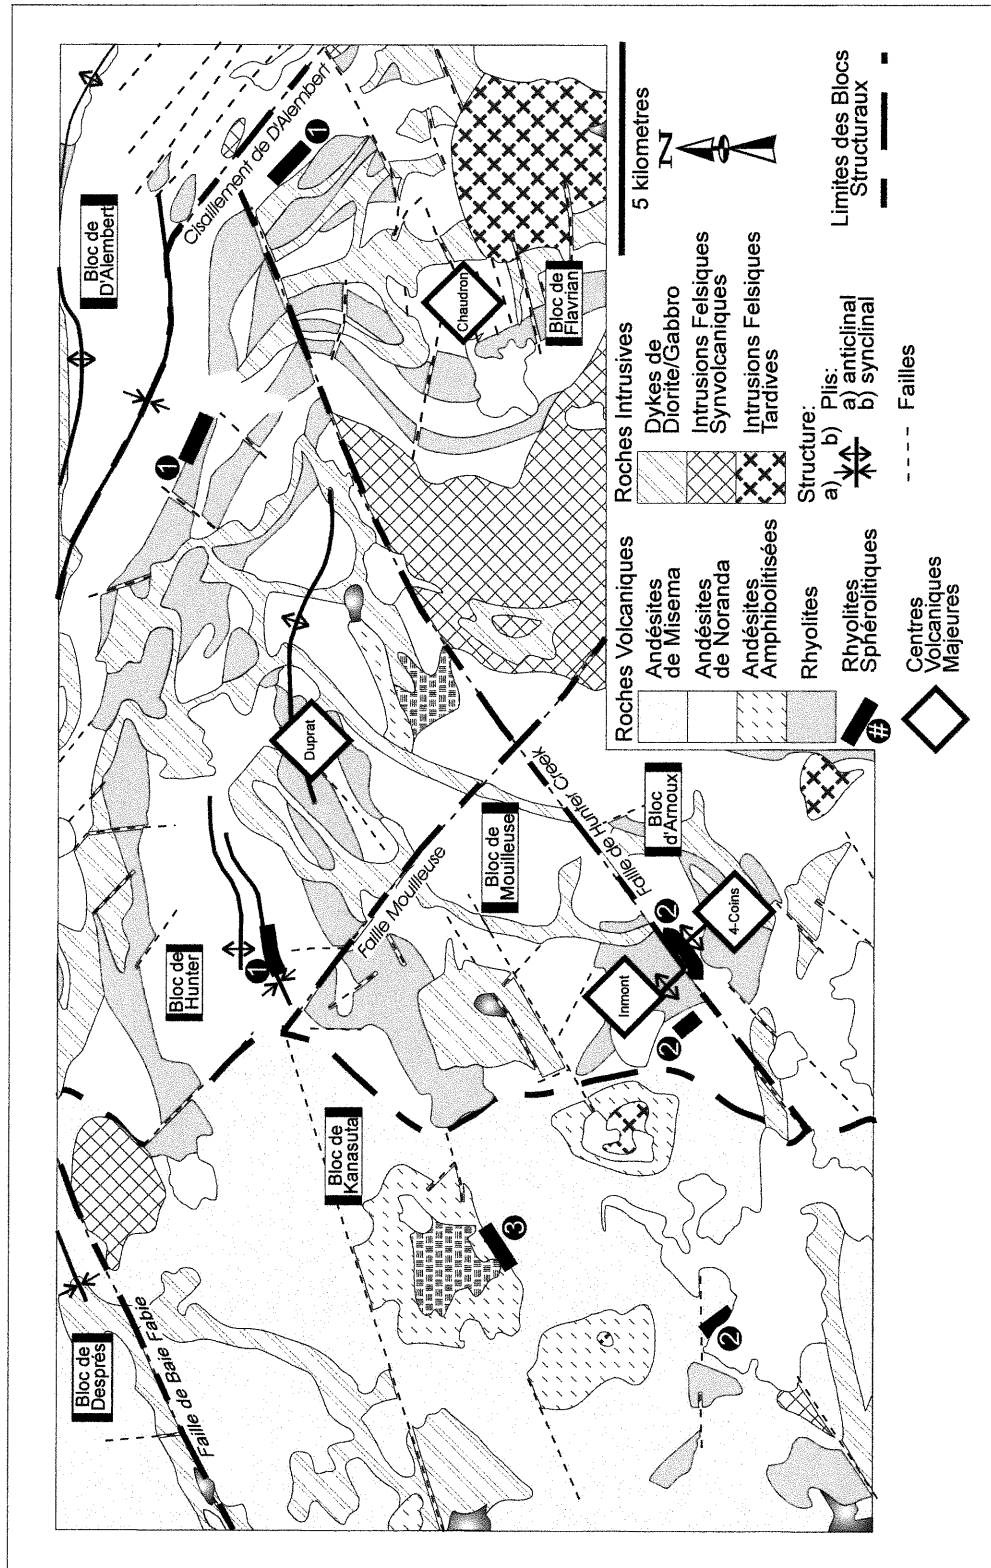 Bloc de
Després
Faille de Baie Fabie
Bloc de
Kanasuta
Bloc de
Hunter
Bloc de
D'Alembert
Cisaillement de D'Alembert
Duprat
Faille Mouilleuse
Bloc de
Mouilleuse
Faille de Hunter Creek
Inmont
4-Coins
Bloc
d'Arnoux
Chaudron
Bloc de
Flavrian
1
1
1
2
2
2
3
Roches Volcaniques
Andésites
de Misema
Andésites
de Noranda
Andésites
Amphibolitisées
Rhyolites
#
Rhyolites
Sphérolitiques
Centres
Volcaniques
Majeures
Roches Intrusives
Dykes de
Diorite/Gabbro
Intrusions Felsiques
Synvolcaniques
Intrusions Felsiques
Tardives
Structure:
a) b) Plis:
a) anticlinal
b) synclinal
Failles
5 kilometres
N
Limites des Blocs
Structuraux